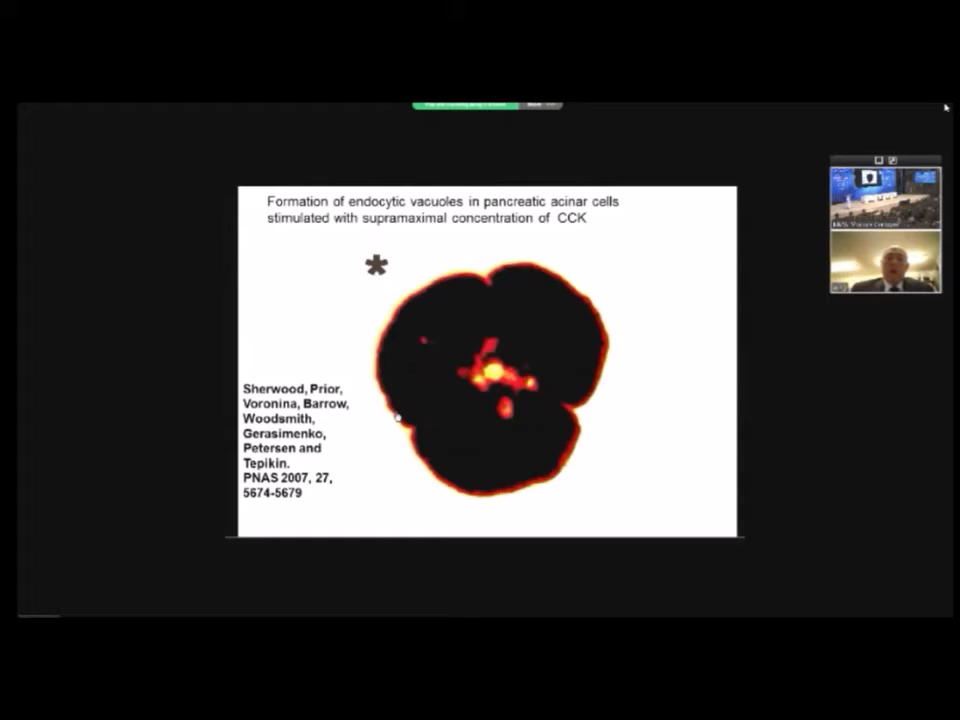 Formation of endocytic vacuoles in pancreatic acinar cells
stimulated with supramaximal concentration of CCK
*
Sherwood, Prior,
Voronina, Barrow,
Woodsmith,
Gerasimenko,
Petersen and
Tepikin.
PNAS 2007, 27,
5674-5679